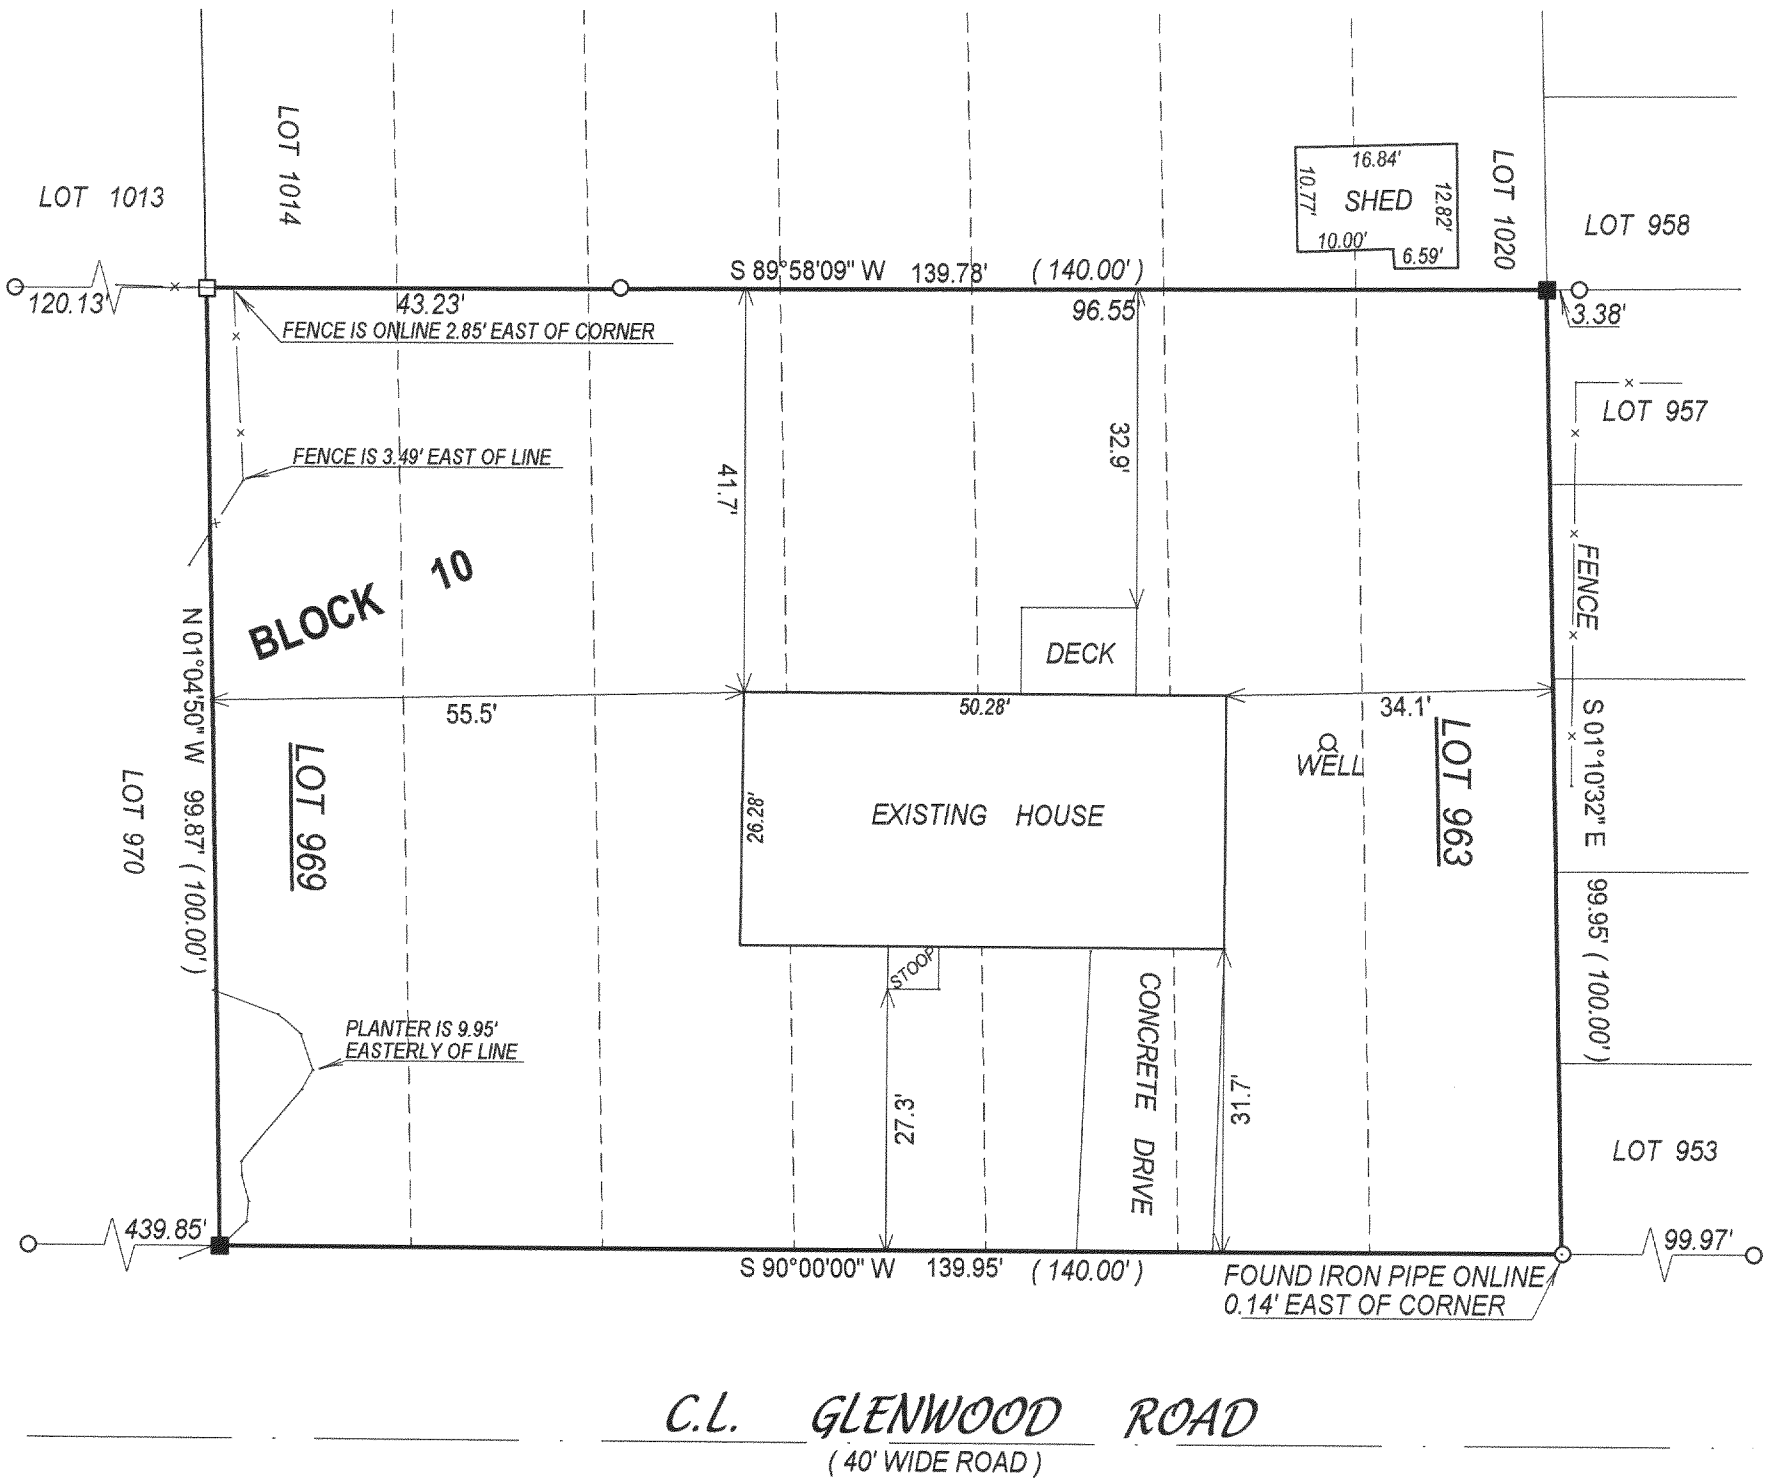 LOT 1013
LOT 1014
16.84'
10.77'
SHED
12.82'
10.00'
6.59'
LOT 1020
LOT 958
120.13'
S 89°58'09" W 139.78' ( 140.00' )
43.23'
96.55'
3.38'
FENCE IS ONLINE 2.85' EAST OF CORNER
LOT 957
FENCE IS 3.49' EAST OF LINE
41.7'
32.9'
FENCE
BLOCK 10
DECK
N 01°04'50" W 99.87' ( 100.00' )
55.5'
50.28'
34.1'
S 01°10'32" E 99.95' ( 100.00' )
LOT 970
LOT 969
26.28'
EXISTING HOUSE
WELL
LOT 963
STOOP
CONCRETE DRIVE
PLANTER IS 9.95'
EASTERLY OF LINE
27.3'
31.7'
LOT 953
439.85'
99.97'
S 90°00'00" W 139.95' ( 140.00' )
FOUND IRON PIPE ONLINE
0.14' EAST OF CORNER
C.L. GLENWOOD ROAD
( 40' WIDE ROAD )